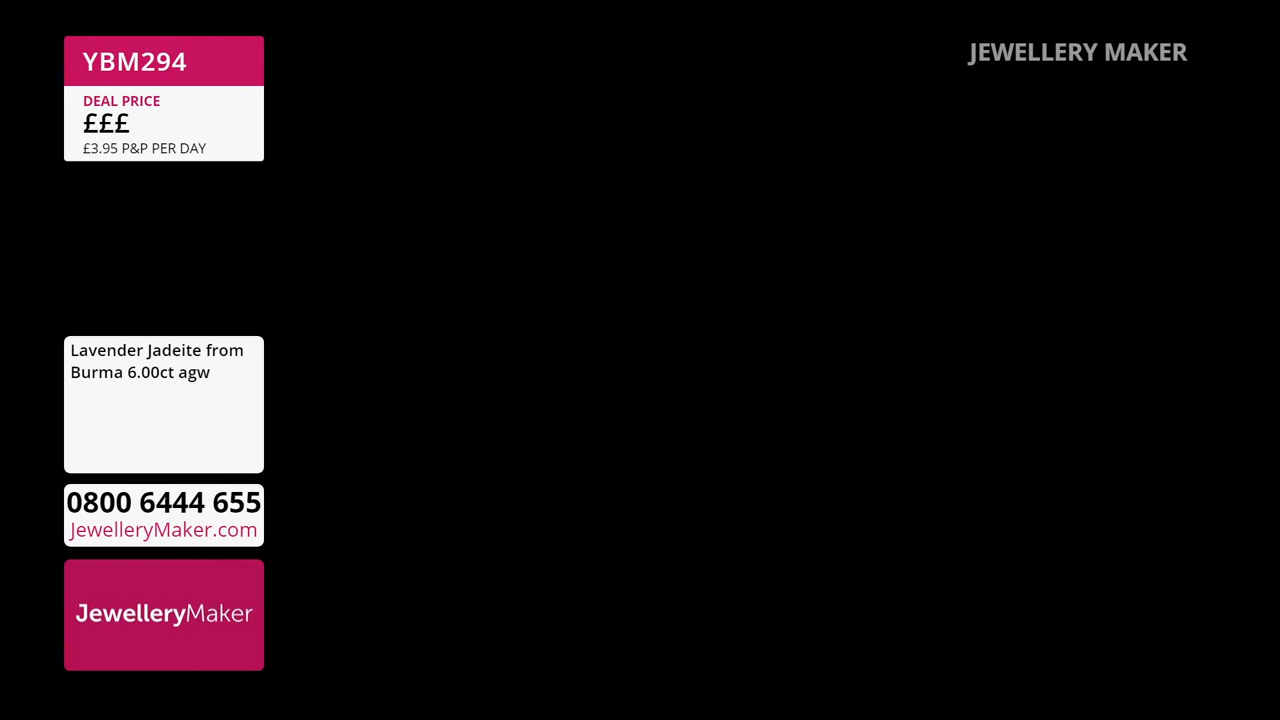 YBM294
DEAL PRICE
£££
£3.95 P&P PER DAY
JEWELLERY MAKER
Lavender Jadeite from
Burma 6.00ct agw
0800 6444 655
JewelleryMaker.com
JewelleryMaker